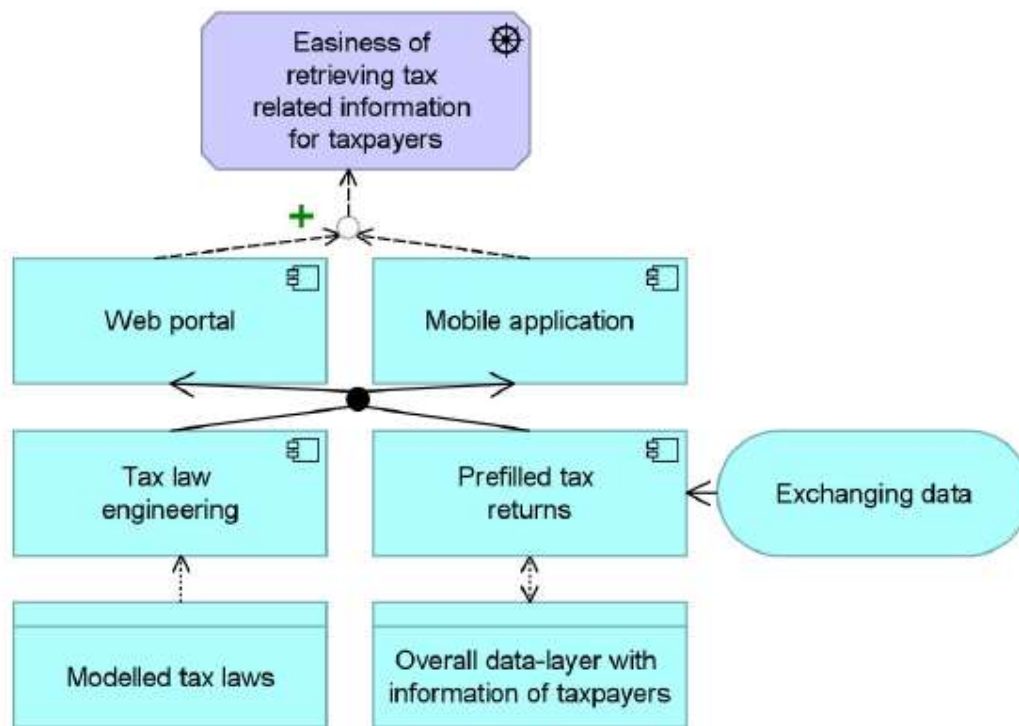 Easiness of
retrieving tax
related information
for taxpayers
+
Web portal
Mobile application
Tax law
engineering
Prefilled tax
returns
Exchanging data
Modelled tax laws
Overall data-layer with
information of taxpayers